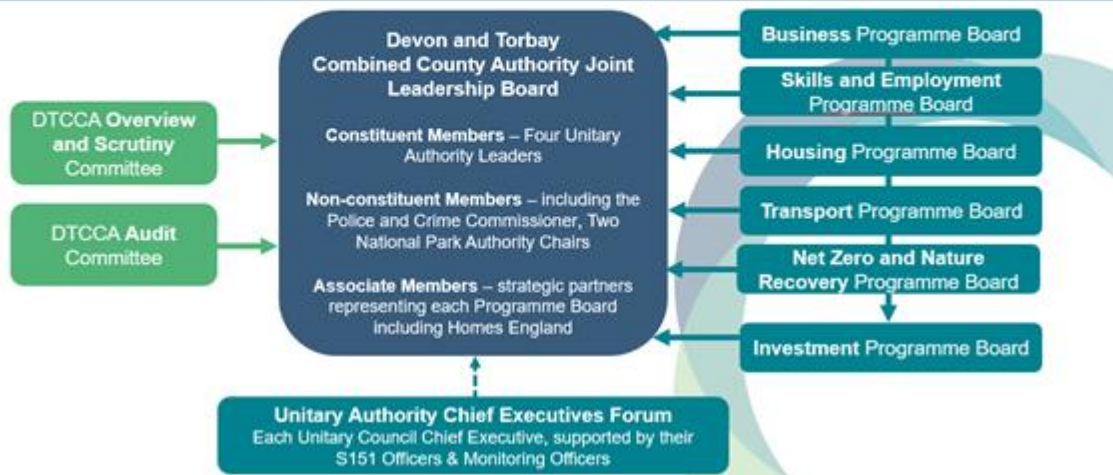 Devon and Torbay
Combined County Authority Joint
Leadership Board
Constituent Members – Four Unitary
Authority Leaders
Non-constituent Members – including the
Police and Crime Commissioner, Two
National Park Authority Chairs
Associate Members – strategic partners
representing each Programme Board
including Homes England
DTCCA Overview
and Scrutiny
Committee
DTCCA Audit
Committee
Business Programme Board
Skills and Employment
Programme Board
Housing Programme Board
Transport Programme Board
Net Zero and Nature
Recovery Programme Board
Investment Programme Board
Unitary Authority Chief Executives Forum
Each Unitary Council Chief Executive, supported by their
S151 Officers & Monitoring Officers